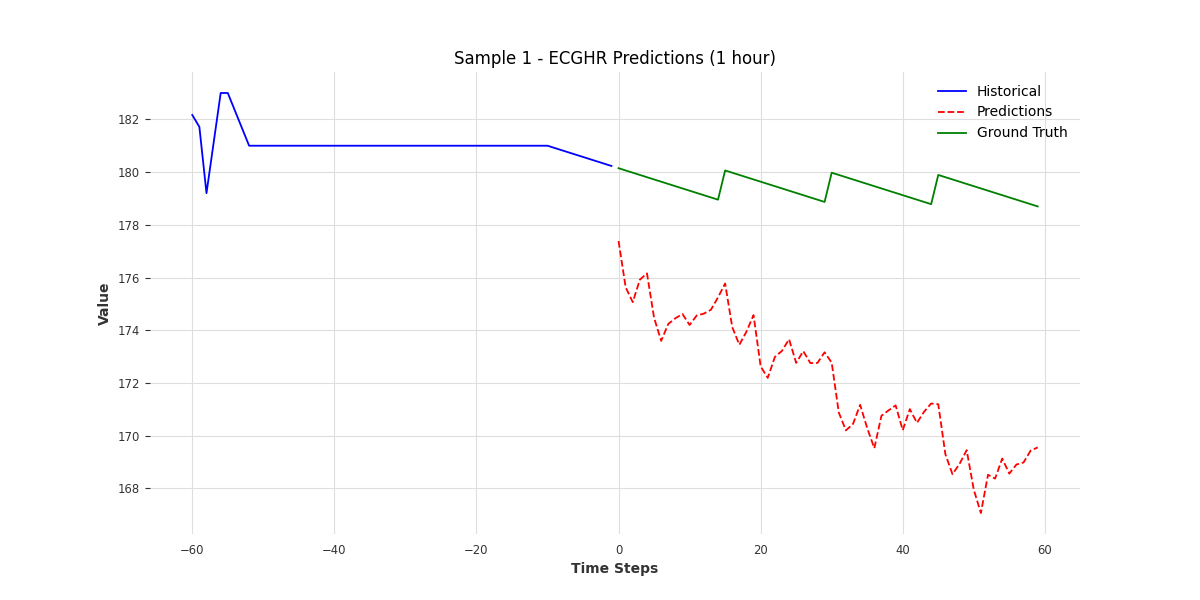 Sample 1 - ECGHR Predictions (1 hour)
Historical
Predictions
Ground Truth
182
180
178
176
174
172
170
168
Value
−60
−40
−20
0
20
40
60
Time Steps